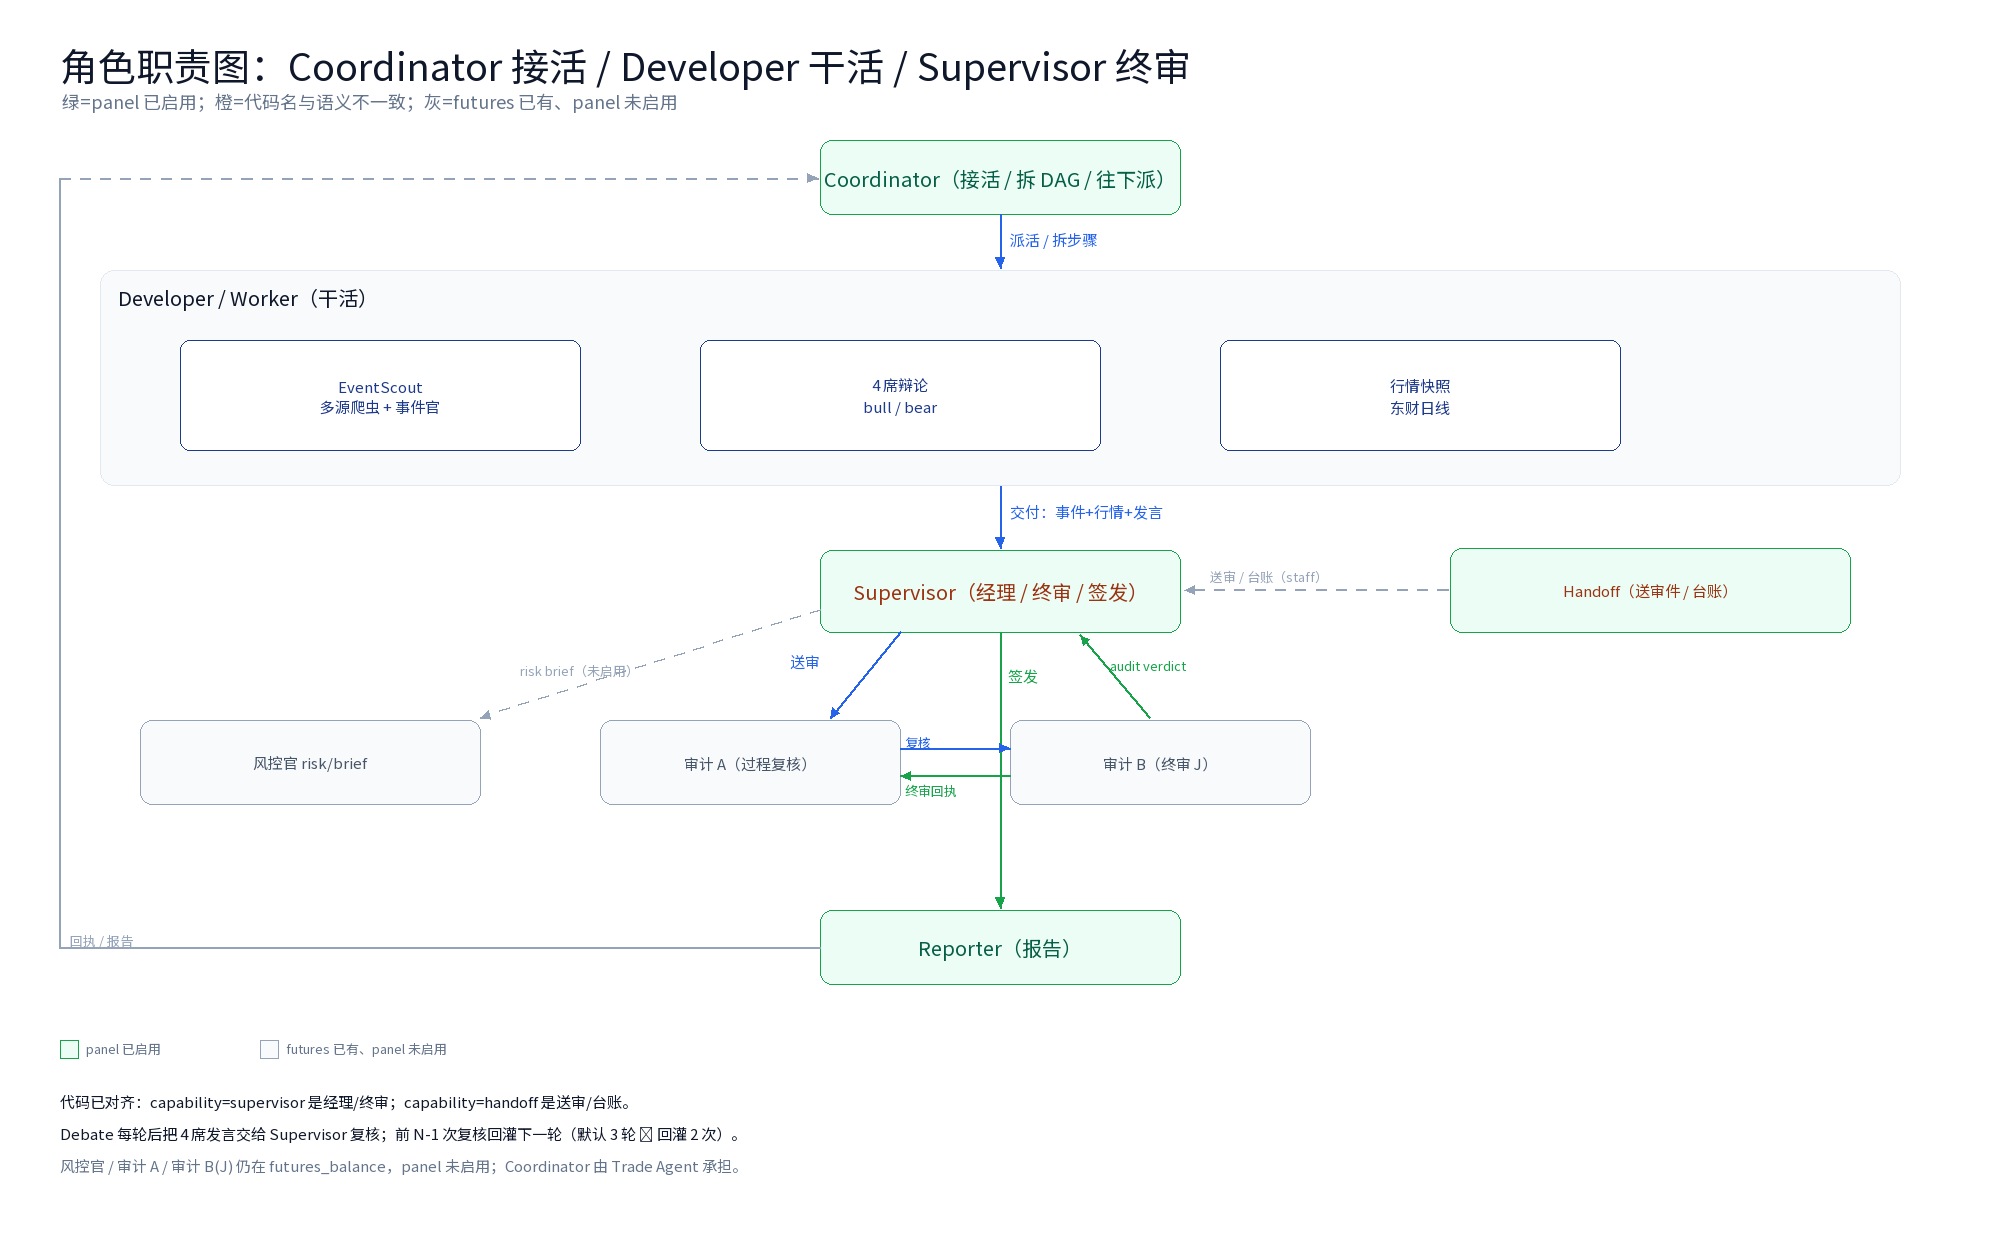 角色职责图：Coordinator 接活 / Developer 干活 / Supervisor 终审
绿=panel 已启用；橙=代码名与语义不一致；灰=futures 已有、panel 未启用
Coordinator（接活 / 拆 DAG / 往下派）
派活 / 拆步骤
Developer / Worker（干活）
EventScout
多源爬虫 + 事件官
4 席辩论
bull / bear
行情快照
东财日线
交付：事件+行情+发言
Supervisor（经理 / 终审 / 签发）
送审 / 台账（staff）
Handoff（送审件 / 台账）
risk brief（未启用）
送审
签发
audit verdict
风控官 risk/brief
审计 A（过程复核）
复核
终审回执
审计 B（终审 J）
回执 / 报告
Reporter（报告）
panel 已启用
futures 已有、panel 未启用
代码已对齐：capability=supervisor 是经理/终审；capability=handoff 是送审/台账。
Debate 每轮后把 4 席发言交给 Supervisor 复核；前 N-1 次复核回灌下一轮（默认 3 轮 回灌 2 次）。
风控官 / 审计 A / 审计 B(J) 仍在 futures_balance，panel 未启用；Coordinator 由 Trade Agent 承担。